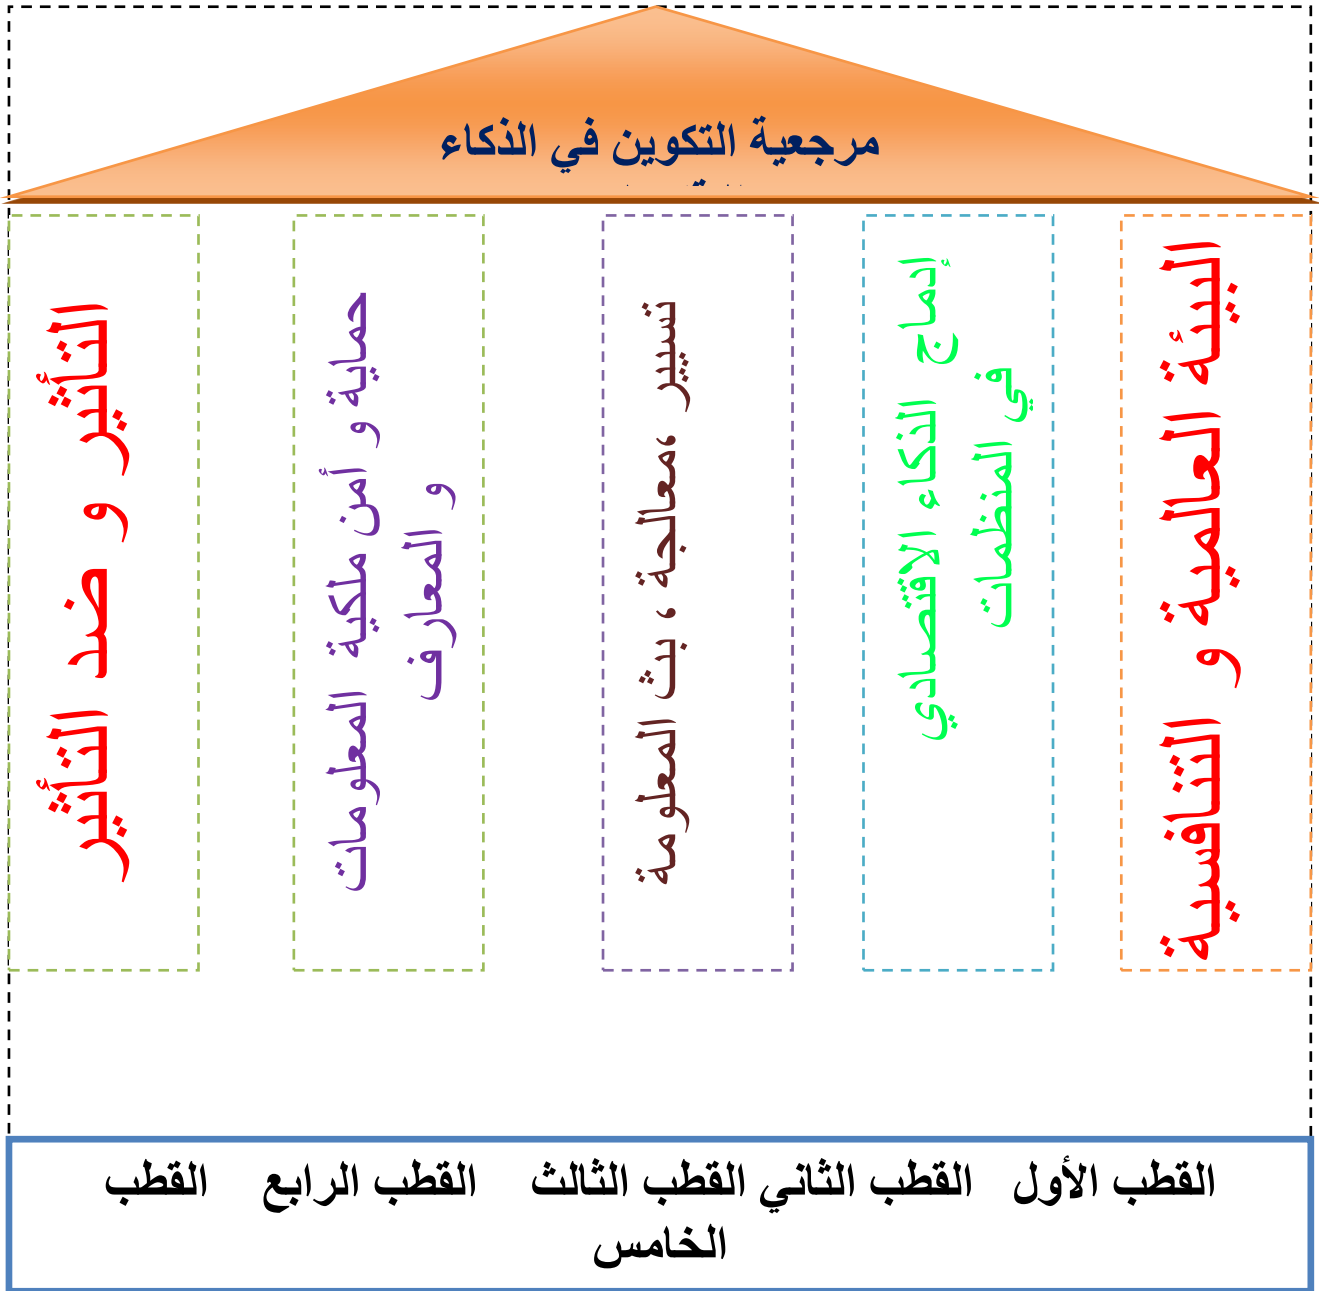 مرجعية التكوين في الذكاء
البيئة العالمية و التنافسية
إدماج الذكاء الاقتصادي
في المنظمات
تسيير ،معالجة ، بث المعلومة
حماية و أمن ملكية المعلومات
و المعارف
التأثير و ضد التأثير
القطب الأول القطب الثاني القطب الثالث القطب الرابع القطب
الخامس